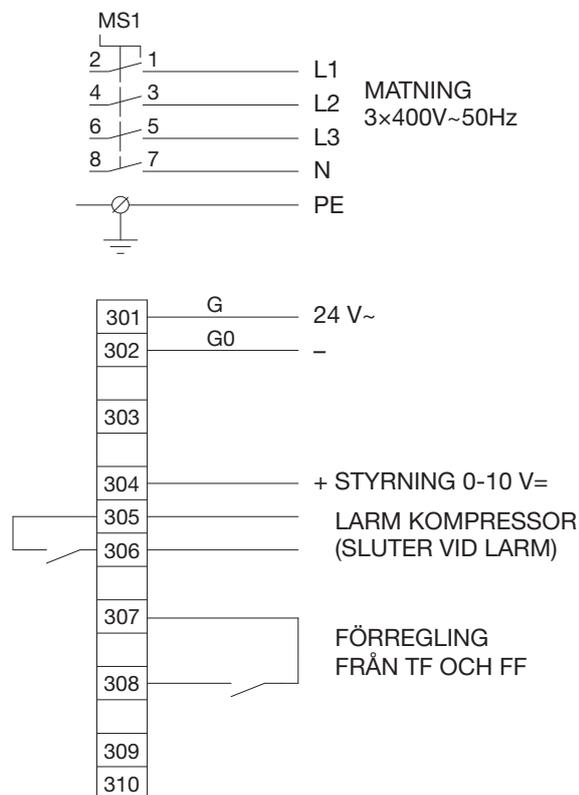 MS1
2 1 L1
4 3 L2
6 5 L3
8 7 N
MATNING
3×400V~50Hz
PE
301 G 24 V~
302 G0 –
303
304 + STYRNING 0-10 V=
305 LARM KOMPRESSOR
306 (SLUTER VID LARM)
307
FÖRREGLING
FRÅN TF OCH FF
308
309
310